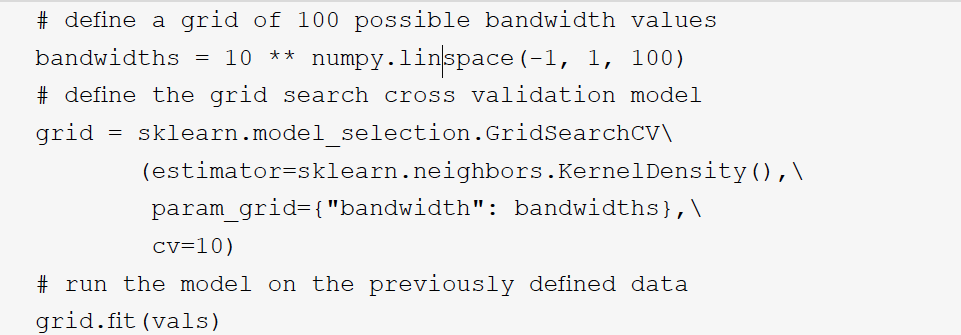 # define a grid of 100 possible bandwidth values
bandwidths = 10 ** numpy.linspace(-1, 1, 100)
# define the grid search cross validation model
grid = sklearn.model_selection.GridSearchCV\
(estimator=sklearn.neighbors.KernelDensity(),\
param_grid={"bandwidth": bandwidths},\
cv=10)
# run the model on the previously defined data
grid.fit(vals)